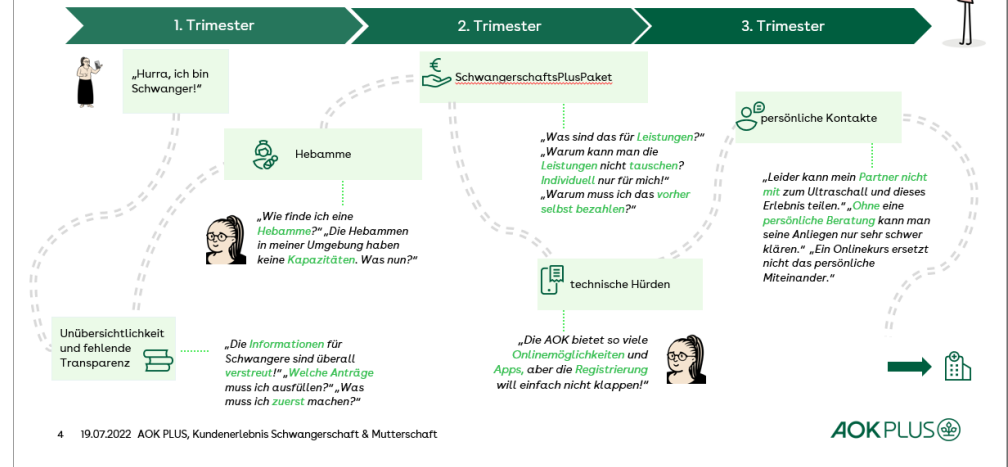 1. Trimester
2. Trimester
3. Trimester
„Hurra, ich bin
Schwanger!“
SchwangerschaftsPlusPaket
persönliche Kontakte
Hebamme
„Was sind das für Leistungen?“
„Warum kann man die
Leistungen nicht tauschen?
Individuell nur für mich!“
„Warum muss ich das vorher
selbst bezahlen?“
„Leider kann mein Partner nicht
mit zum Ultraschall und dieses
Erlebnis teilen.“ „Ohne eine
persönliche Beratung kann man
seine Anliegen nur sehr schwer
klären.“ „Ein Onlinekurs ersetzt
nicht das persönliche
Miteinander.“
„Wie finde ich eine
Hebamme?“ „Die Hebammen
in meiner Umgebung haben
keine Kapazitäten. Was nun?“
technische Hürden
Unübersichtlichkeit
und fehlende
Transparenz
„Die Informationen für
Schwangere sind überall
verstreut!“ „Welche Anträge
muss ich ausfüllen?“ „Was
muss ich zuerst machen?“
„Die AOK bietet so viele
Onlinemöglichkeiten und
Apps, aber die Registrierung
will einfach nicht klappen!“
4 19.07.2022 AOK PLUS, Kundenerlebnis Schwangerschaft & Mutterschaft
AOK PLUS